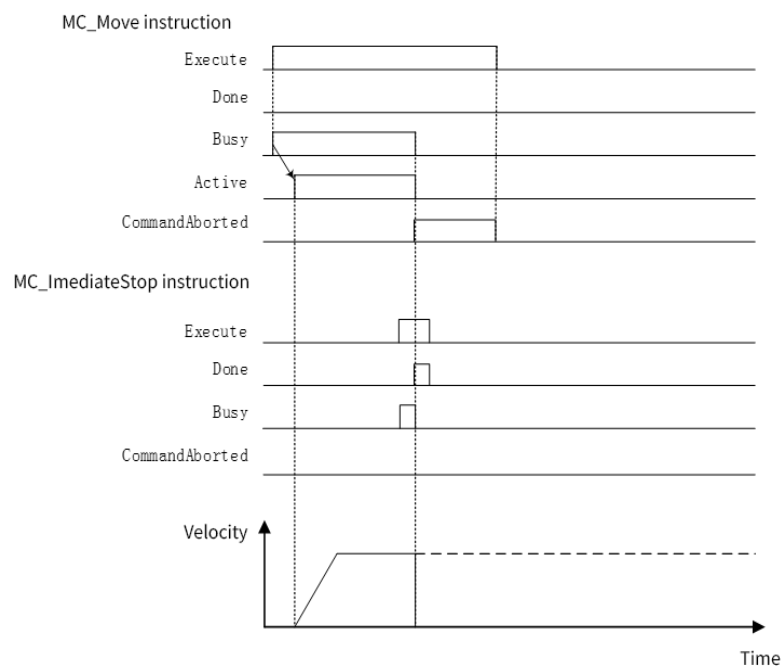 MC_Move instruction
Execute
Done
Busy
Active
CommandAborted
MC_ImediateStop instruction
Execute
Done
Busy
CommandAborted
Velocity
Time